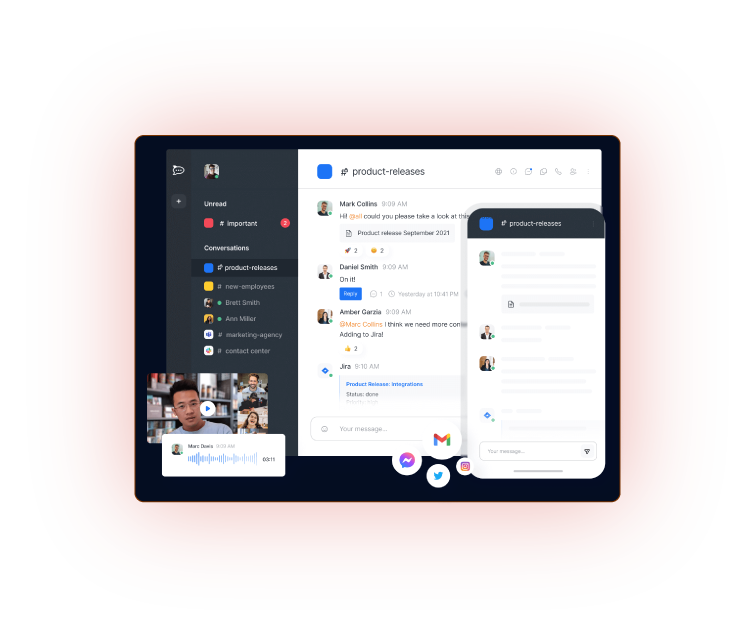 Unread
# important
2
Conversations
product-releases
# new-employees
Brett Smith
Ann Miller
# marketing-agency
# contact center
# product-releases
Mark Collins 9:09 AM
Hi! @all could you please take a look at this
Product release September 2021
🚀 2 😄 2
Daniel Smith 9:09 AM
On it!
Reply 1 Yesterday at 10:41 PM
Amber Garzia 9:09 AM
@Marc Collins I think we need more
Adding to Jira!
👍 2
Jira 9:10 AM
Product Release: Integrations
Status: done
Your message...
# product-releases
Your message...
Marc Davis 9:09 AM
03:11